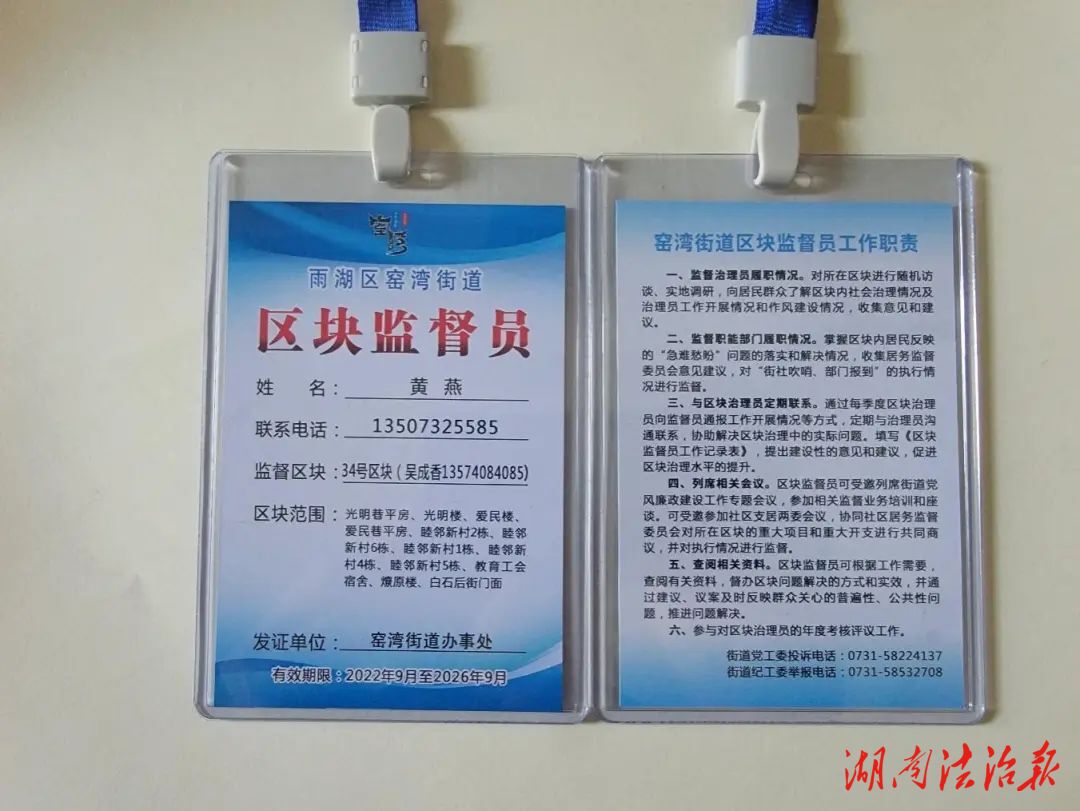 窑湾
雨湖区窑湾街道
区块监督员
姓 名：黄 燕
联系电话：13507325585
监督区块：34号区块（吴成香13574084085）
区块范围：光明巷平房、光明楼、爱民楼、
爱民巷平房、睦邻新村2栋、睦邻
新村6栋、睦邻新村1栋、睦邻新
村4栋、睦邻新村5栋、教育工会
宿舍、燎原楼、白石后街门面
发证单位：窑湾街道办事处
有效期限：2022年9月至2026年9月
窑湾街道区块监督员工作职责
一、监督治理员履职情况。对所在区块进行随机访
谈、实地调研，向居民群众了解区块内社会治理情况及
治理员工作开展情况和作风建设情况，收集意见和建
议。
二、监督职能部门履职情况。掌握区块内居民反映
的“急难愁盼”问题的落实和解决情况，收集居务监督
委员会意见建议，对“街社吹哨、部门报到”的执行情
况进行监督。
三、与区块治理员定期联系。通过每季度区块治理
员向监督员通报工作开展情况等方式，定期与治理员沟
通联系，协助解决区块治理中的实际问题。填写《区块
监督员工作记录表》，提出建设性的意见和建议，促进
区块治理水平的提升。
四、列席相关会议。区块监督员可受邀列席街道党
风廉政建设工作专题会议，参加相关监督业务培训和座
谈。可受邀参加社区支居两委会议，协同社区居务监督
委员会对所在区块的重大项目和重大开支进行共同商
议，并对执行情况进行监督。
五、查阅相关资料。区块监督员可根据工作需要，
查阅有关资料，督办区块问题解决的方式和实效，并通
过建议、议案及时反映群众关心的普遍性、公共性问
题，推进问题解决。
六、参与对区块治理员的年度考核评议工作。
街道党工委投诉电话：0731-58224137
街道纪工委举报电话：0731-58532708
湖南法治报